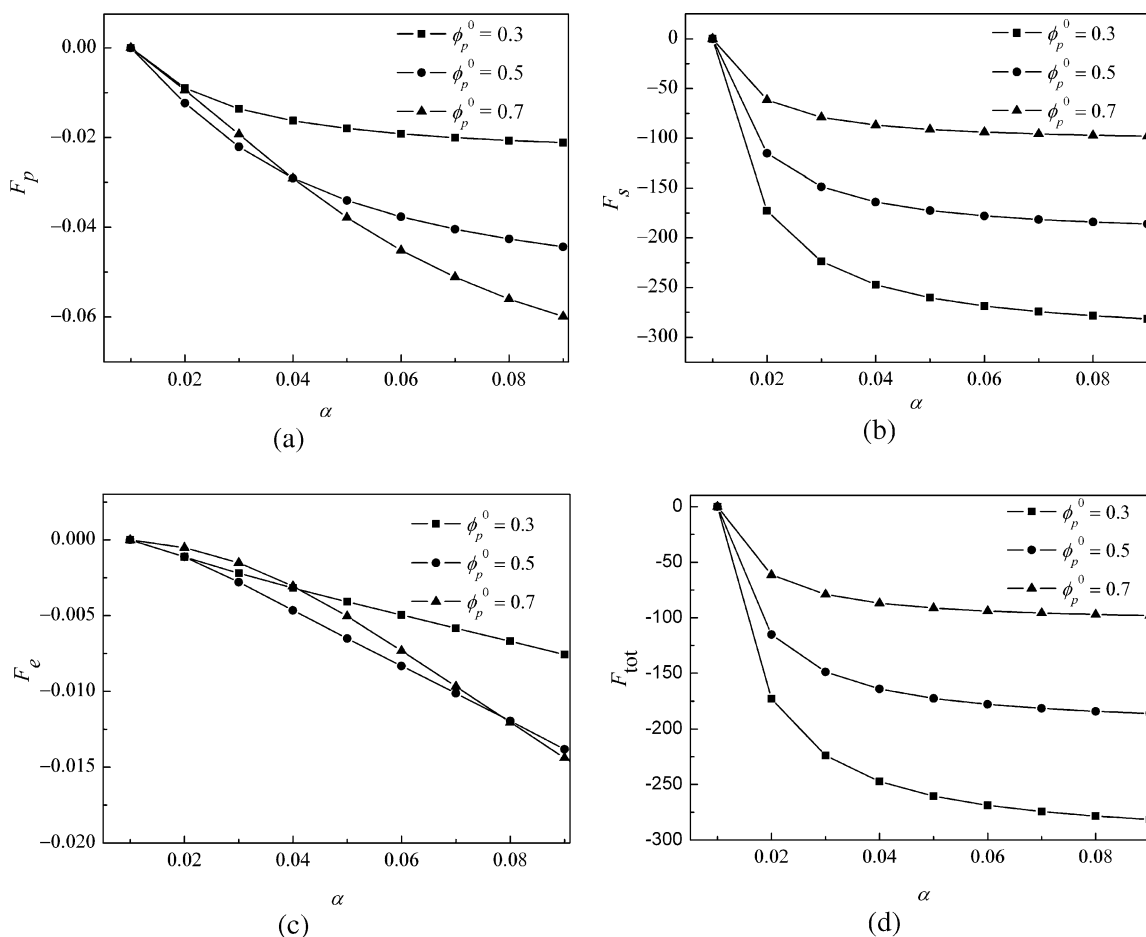 0.00
−0.02
−0.04
−0.06
F_p
ϕ_p^0 = 0.3
ϕ_p^0 = 0.5
ϕ_p^0 = 0.7
0.02 0.04 0.06 0.08
α
(a)
0
−50
−100
−150
−200
−250
−300
F_s
ϕ_p^0 = 0.3
ϕ_p^0 = 0.5
ϕ_p^0 = 0.7
0.02 0.04 0.06 0.08
α
(b)
0.000
−0.005
−0.010
−0.015
−0.020
F_e
ϕ_p^0 = 0.3
ϕ_p^0 = 0.5
ϕ_p^0 = 0.7
0.02 0.04 0.06 0.08
α
(c)
0
-50
-100
-150
-200
-250
-300
F_tot
ϕ_p^0 = 0.3
ϕ_p^0 = 0.5
ϕ_p^0 = 0.7
0.02 0.04 0.06 0.08
α
(d)